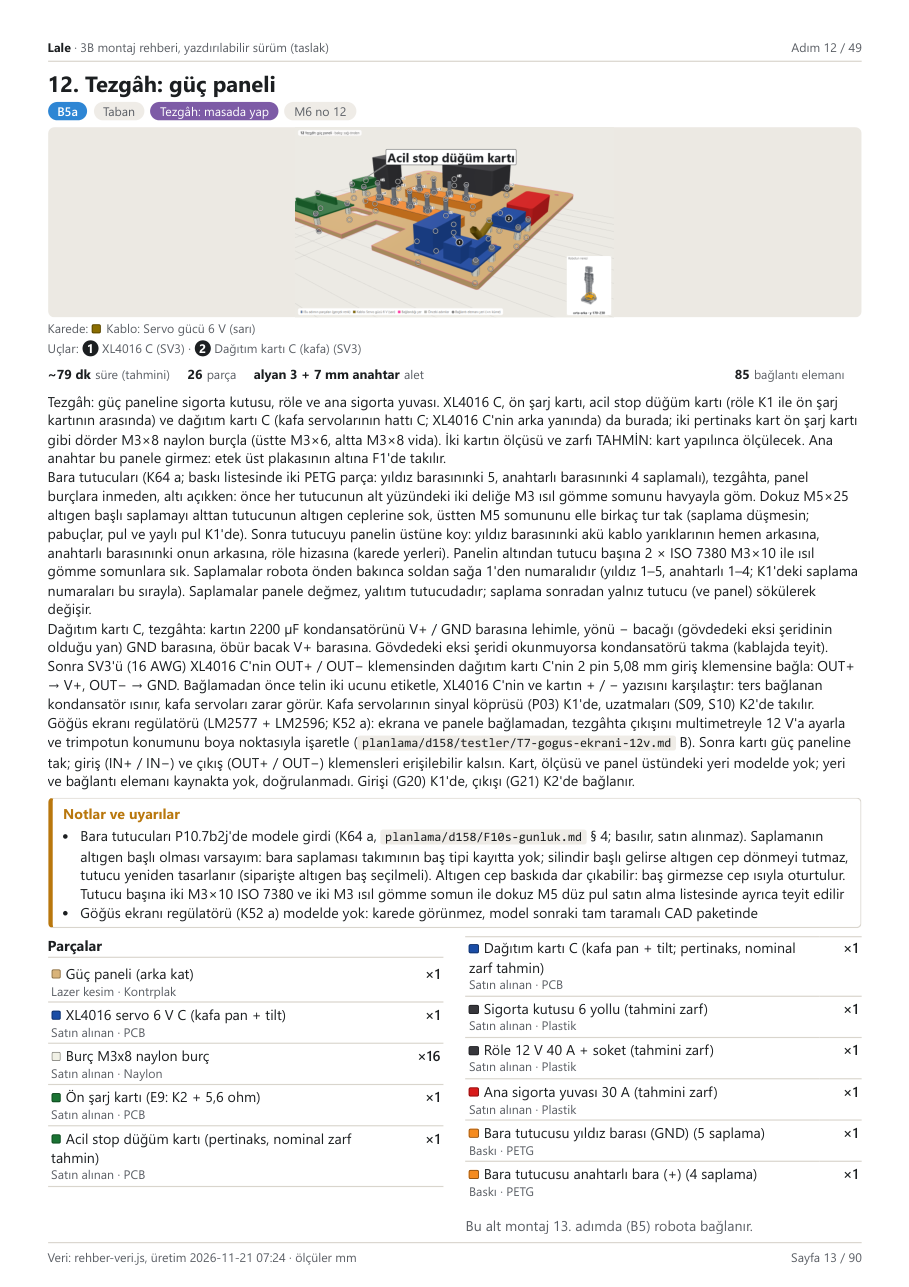 Lale · 3B montaj rehberi, yazdırılabilir sürüm (taslak)
Adım 12 / 49
12. Tezgâh: güç paneli
B5a Taban Tezgâh: masada yap M6 no 12
Acil stop düğüm kartı
Karede: Kablo: Servo gücü 6 V (sarı)
Uçlar: 1 XL4016 C (SV3) · 2 Dağıtım kartı C (kafa) (SV3)
~79 dk süre (tahmini) 26 parça alyan 3 + 7 mm anahtar alet 85 bağlantı elemanı
Tezgâh: güç paneline sigorta kutusu, röle ve ana sigorta yuvası. XL4016 C, ön şarj kartı, acil stop düğüm kartı (röle K1 ile ön şarj
kartının arasında) ve dağıtım kartı C (kafa servolarının hattı C; XL4016 C'nin arka yanında) da burada; iki pertinaks kart ön şarj kartı
gibi dörder M3×8 naylon burçla (üstte M3×6, altta M3×8 vida). İki kartın ölçüsü ve zarfı TAHMİN: kart yapılınca ölçülecek. Ana
anahtar bu panele girmez: etek üst plakasının altına F1'de takılır.
Bara tutucuları (K64 a; baskı listesinde iki PETG parça: yıldız barasınınki 5, anahtarlı barasınınki 4 saplamalı), tezgâhta, panel
burçlara inmeden, altı açıkken: önce her tutucunun alt yüzündeki iki deliğe M3 ısıl gömme somunu havyayla göm. Dokuz M5×25
altıgen başlı saplamayı alttan tutucunun altıgen ceplerine sok, üstten M5 somununu elle birkaç tur tak (saplama düşmesin;
pabuçlar, pul ve yaylı pul K1'de). Sonra tutucuyu panelin üstüne koy: yıldız barasınınki akü kablo yarıklarının hemen arkasına,
anahtarlı barasınınki onun arkasına, röle hizasına (karede yerleri). Panelin altından tutucu başına 2 × ISO 7380 M3×10 ile ısıl
gömme somunlara sık. Saplamalar robota önden bakınca soldan sağa 1'den numaralıdır (yıldız 1–5, anahtarlı 1–4; K1'deki saplama
numaraları bu sırayla). Saplamalar panele değmez, yalıtım tutucudadır; saplama sonradan yalnız tutucu (ve panel) sökülerek
değişir.
Dağıtım kartı C, tezgâhta: kartın 2200 µF kondansatörünü V+ / GND barasına lehimle, yönü − bacağı (gövdedeki eksi şeridinin
olduğu yan) GND barasına, öbür bacak V+ barasına. Gövdedeki eksi şeridi okunmuyorsa kondansatörü takma (kablajda teyit).
Sonra SV3'ü (16 AWG) XL4016 C'nin OUT+ / OUT− klemensinden dağıtım kartı C'nin 2 pin 5,08 mm giriş klemensine bağla: OUT+
→ V+, OUT− → GND. Bağlamadan önce telin iki ucunu etiketle, XL4016 C'nin ve kartın + / − yazısını karşılaştır: ters bağlanan
kondansatör ısınır, kafa servoları zarar görür. Kafa servolarının sinyal köprüsü (P03) K1'de, uzatmaları (S09, S10) K2'de takılır.
Göğüs ekranı regülatörü (LM2577 + LM2596; K52 a): ekrana ve panele bağlamadan, tezgâhta çıkışını multimetreyle 12 V'a ayarla
ve trimpotun konumunu boya noktasıyla işaretle ( planlama/d158/testler/T7-gogus-ekrani-12v.md B). Sonra kartı güç paneline
tak; giriş (IN+ / IN−) ve çıkış (OUT+ / OUT−) klemensleri erişilebilir kalsın. Kart, ölçüsü ve panel üstündeki yeri modelde yok; yeri
ve bağlantı elemanı kaynakta yok, doğrulanmadı. Girişi (G20) K1'de, çıkışı (G21) K2'de bağlanır.
Notlar ve uyarılar
• Bara tutucuları P10.7b2j'de modele girdi (K64 a, planlama/d158/F10s-gunluk.md § 4; basılır, satın alınmaz). Saplamanın
altıgen başlı olması varsayım: bara saplaması takımının baş tipi kayıtta yok; silindir başlı gelirse altıgen cep dönmeyi tutmaz,
tutucu yeniden tasarlanır (siparişte altıgen baş seçilmeli). Altıgen cep baskıda dar çıkabilir: baş girmezse cep ısıyla oturtulur.
Tutucu başına iki M3×10 ISO 7380 ve iki M3 ısıl gömme somun ile dokuz M5 düz pul satın alma listesinde ayrıca teyit edilir
• Göğüs ekranı regülatörü (K52 a) modelde yok: karede görünmez, model sonraki tam taramalı CAD paketinde
Parçalar
Güç paneli (arka kat) ×1
Lazer kesim · Kontrplak
XL4016 servo 6 V C (kafa pan + tilt) ×1
Satın alınan · PCB
Burç M3x8 naylon burç ×16
Satın alınan · Naylon
Ön şarj kartı (E9: K2 + 5,6 ohm) ×1
Satın alınan · PCB
Acil stop düğüm kartı (pertinaks, nominal zarf ×1
tahmin)
Satın alınan · PCB
Dağıtım kartı C (kafa pan + tilt; pertinaks, nominal ×1
zarf tahmin)
Satın alınan · PCB
Sigorta kutusu 6 yollu (tahmini zarf) ×1
Satın alınan · Plastik
Röle 12 V 40 A + soket (tahmini zarf) ×1
Satın alınan · Plastik
Ana sigorta yuvası 30 A (tahmini zarf) ×1
Satın alınan · Plastik
Bara tutucusu yıldız barası (GND) (5 saplama) ×1
Baskı · PETG
Bara tutucusu anahtarlı bara (+) (4 saplama) ×1
Baskı · PETG
Bu alt montaj 13. adımda (B5) robota bağlanır.
Veri: rehber-veri.js, üretim 2026-11-21 07:24 · ölçüler mm
Sayfa 13 / 90